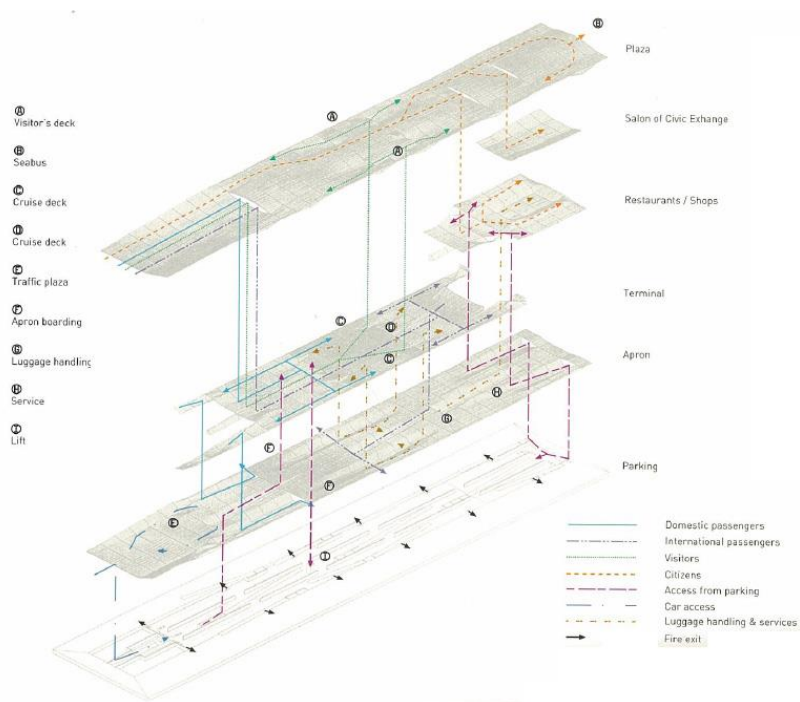 B
Plaza
A
A
Visitor's deck
Salon of Civic Exhange
B
Seabus
A
C
Cruise deck
Restaurants / Shops
D
Cruise deck
E
Traffic plaza
Terminal
F
Apron boarding
C
D
G
Luggage handling
C
Apron
H
Service
H
G
I
Lift
F
Parking
F
E
I
Domestic passengers
International passengers
Visitors
Citizens
Access from parking
Car access
Luggage handling & services
Fire exit